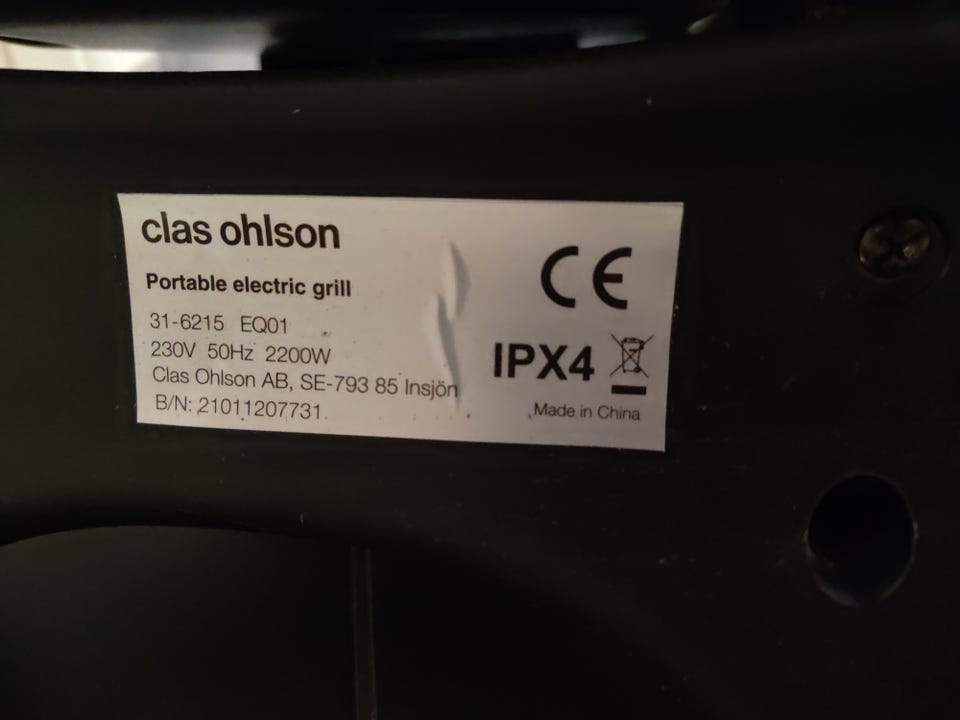 clas ohlson
Portable electric grill
31-6215 EQ01
230V 50Hz 2200W
Clas Ohlson AB, SE-793 85 Insjön
B/N: 21011207731
CE
IPX4
Made in China